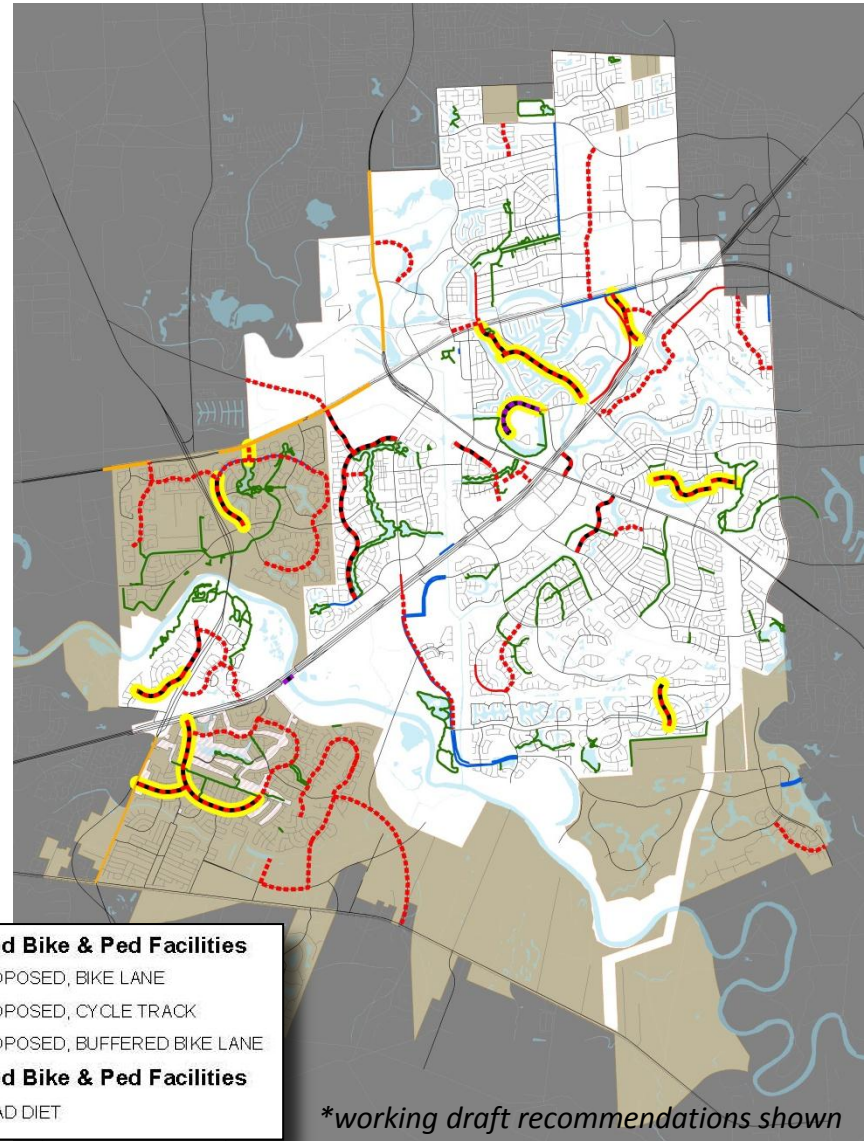 d Bike & Ped Facilities
OPOSED, BIKE LANE
OPOSED, CYCLE TRACK
OPOSED, BUFFERED BIKE LANE
d Bike & Ped Facilities
AD DIET
*working draft recommendations shown